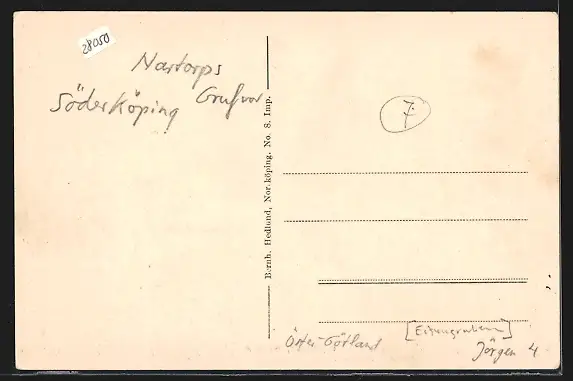 28050
Nartorps
Grufvor
Söderköping
Bernh. Hedlund, Norrköping. No. 8. Imp.
7
Öster-Götland
[Eisengruben]
Jörgen 4